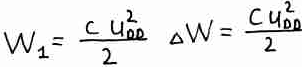 W₁ = C U²_DD / 2 ΔW = C U²_DD / 2